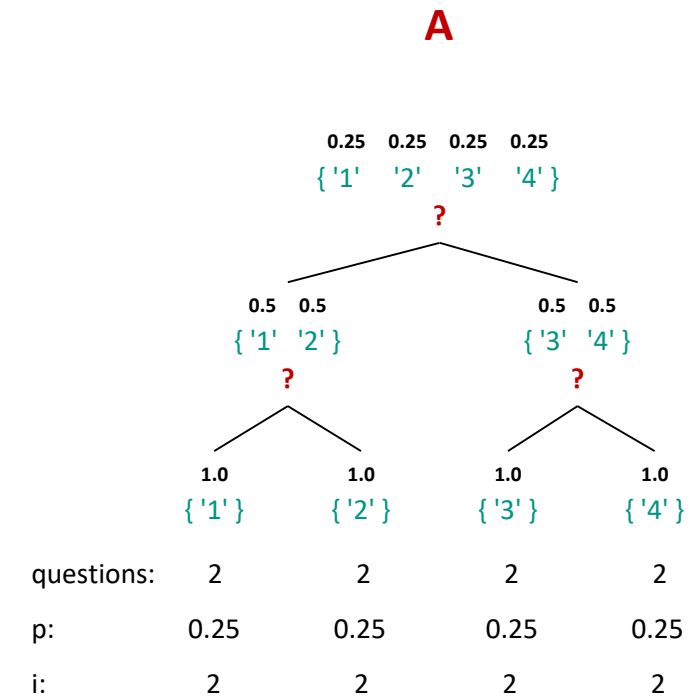 A
0.25 0.25 0.25 0.25
{ '1' '2' '3' '4' }
?
0.5 0.5 0.5 0.5
{ '1' '2' } { '3' '4' }
? ?
1.0 1.0 1.0 1.0
{ '1' } { '2' } { '3' } { '4' }
questions: 2 2 2 2
p: 0.25 0.25 0.25 0.25
i: 2 2 2 2